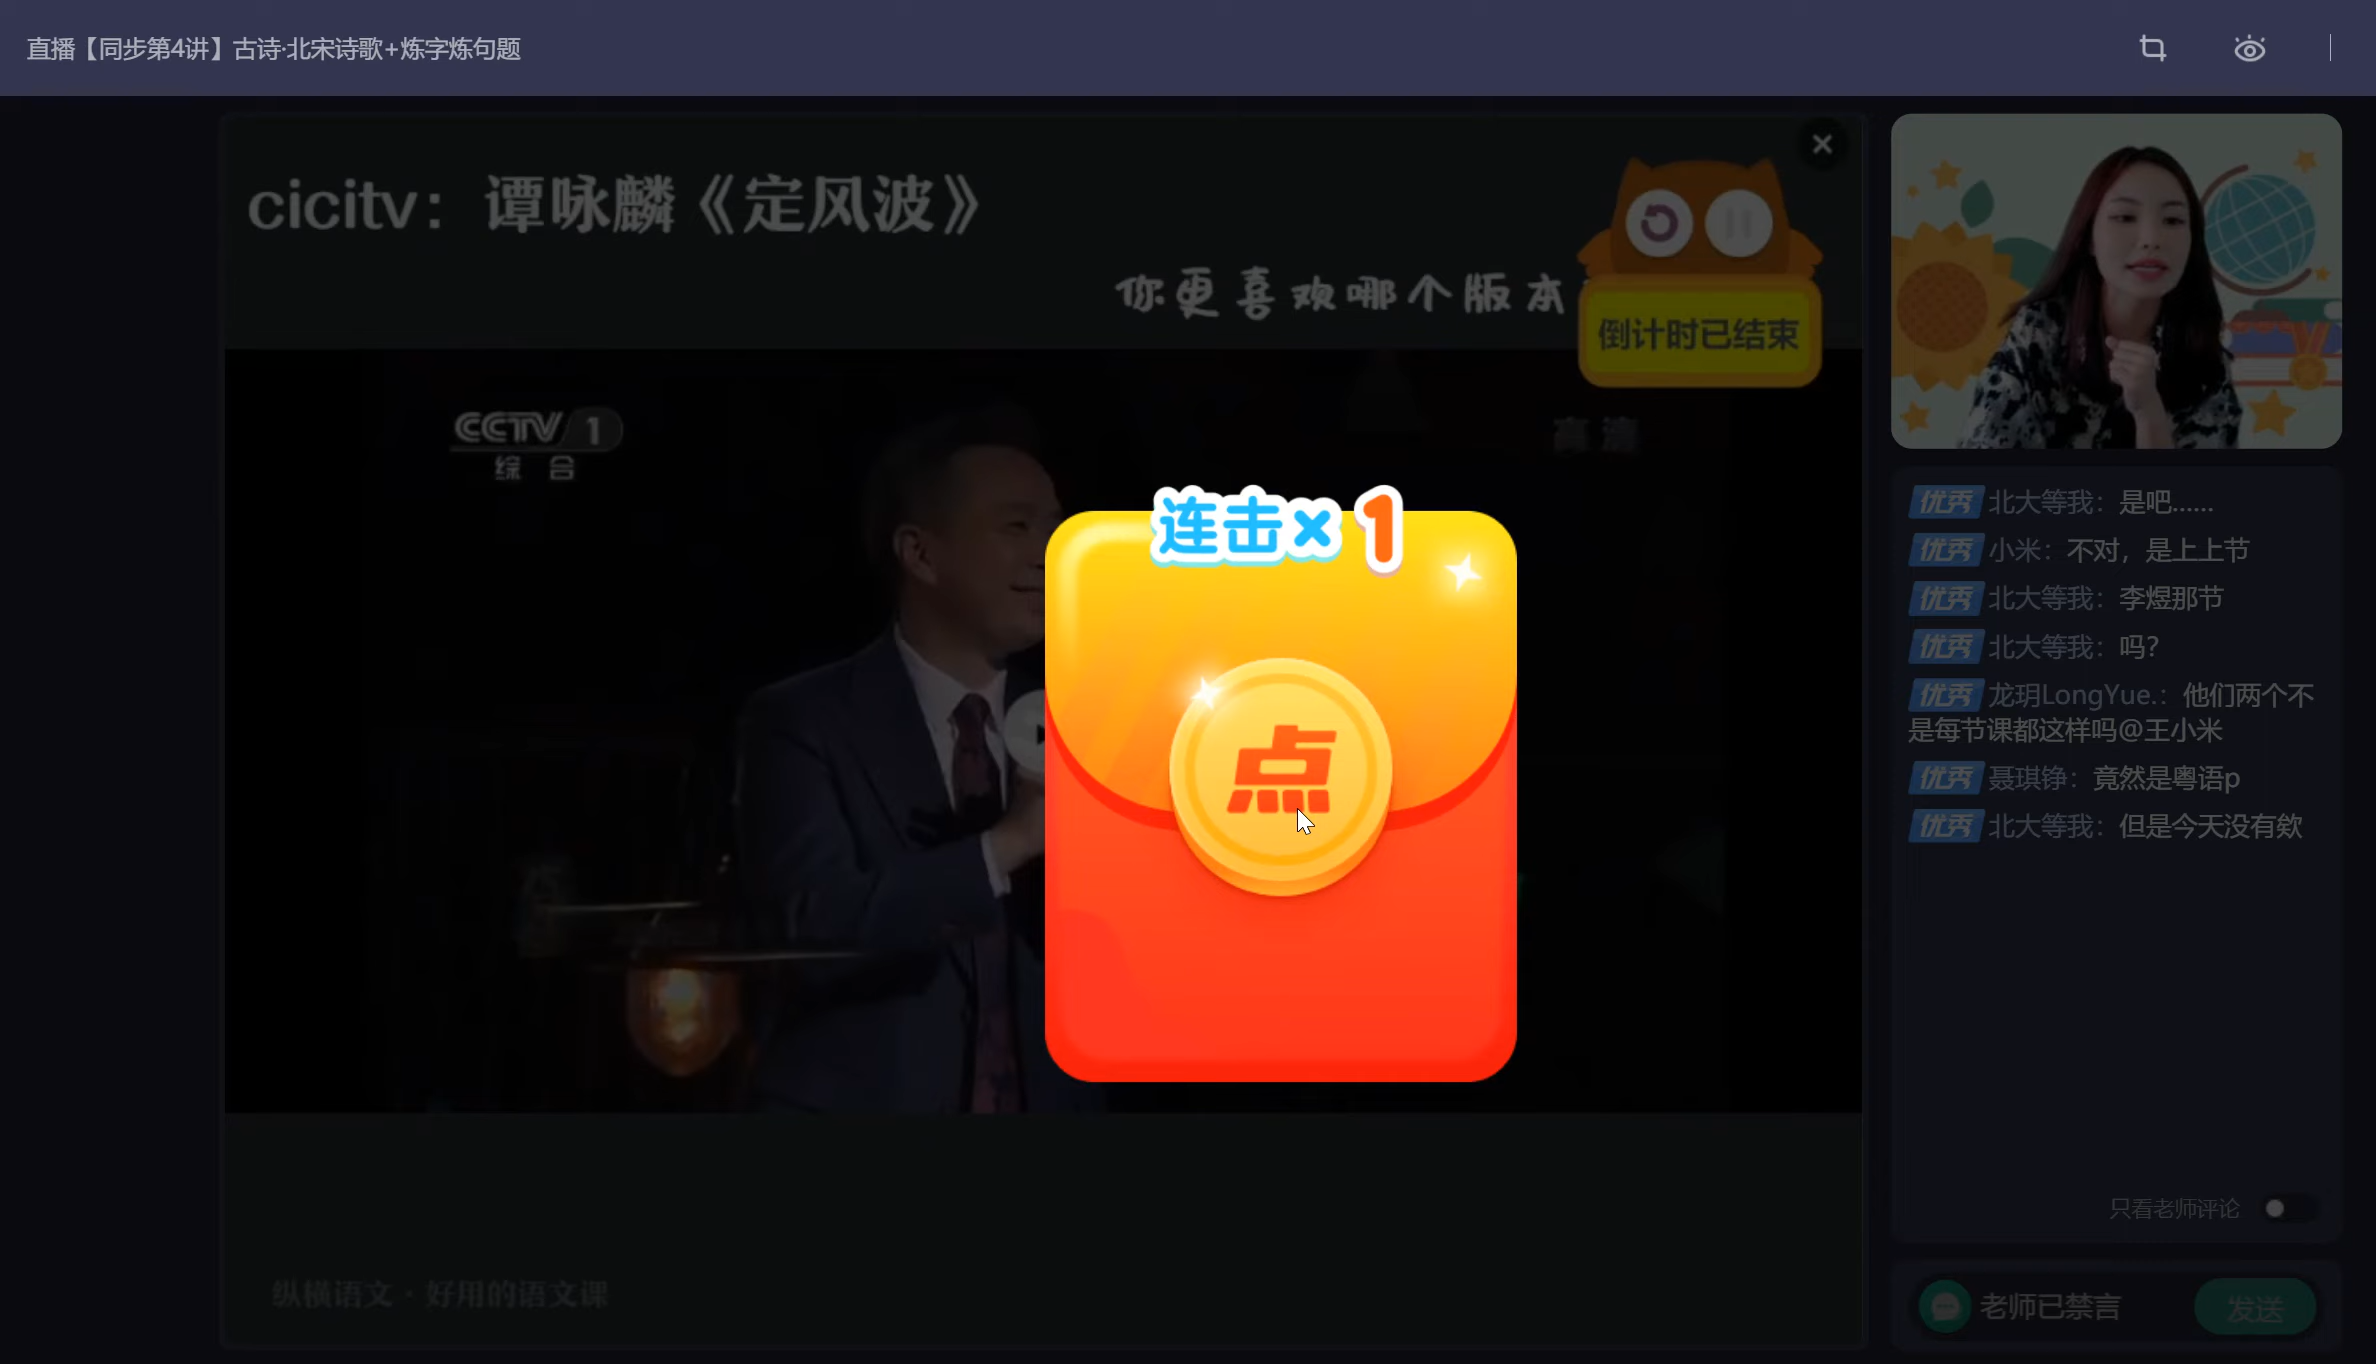 直播【同步第4讲】古诗·北宋诗歌+炼字炼句题
cicitv：谭咏麟《定风波》
你更喜欢哪个版本
倒计时已结束
CCTV 1
综合
高清
连击×1
点
优秀 北大等我：是吧......
优秀 小米：不对，是上上节
优秀 北大等我：李煜那节
优秀 北大等我：吗？
优秀 龙玥LongYue.：他们两个不
是每节课都这样吗@王小米
优秀 聂琪铮：竟然是粤语p
优秀 北大等我：但是今天没有欸
只看老师评论
老师已禁言
发送
纵横语文·好用的语文课